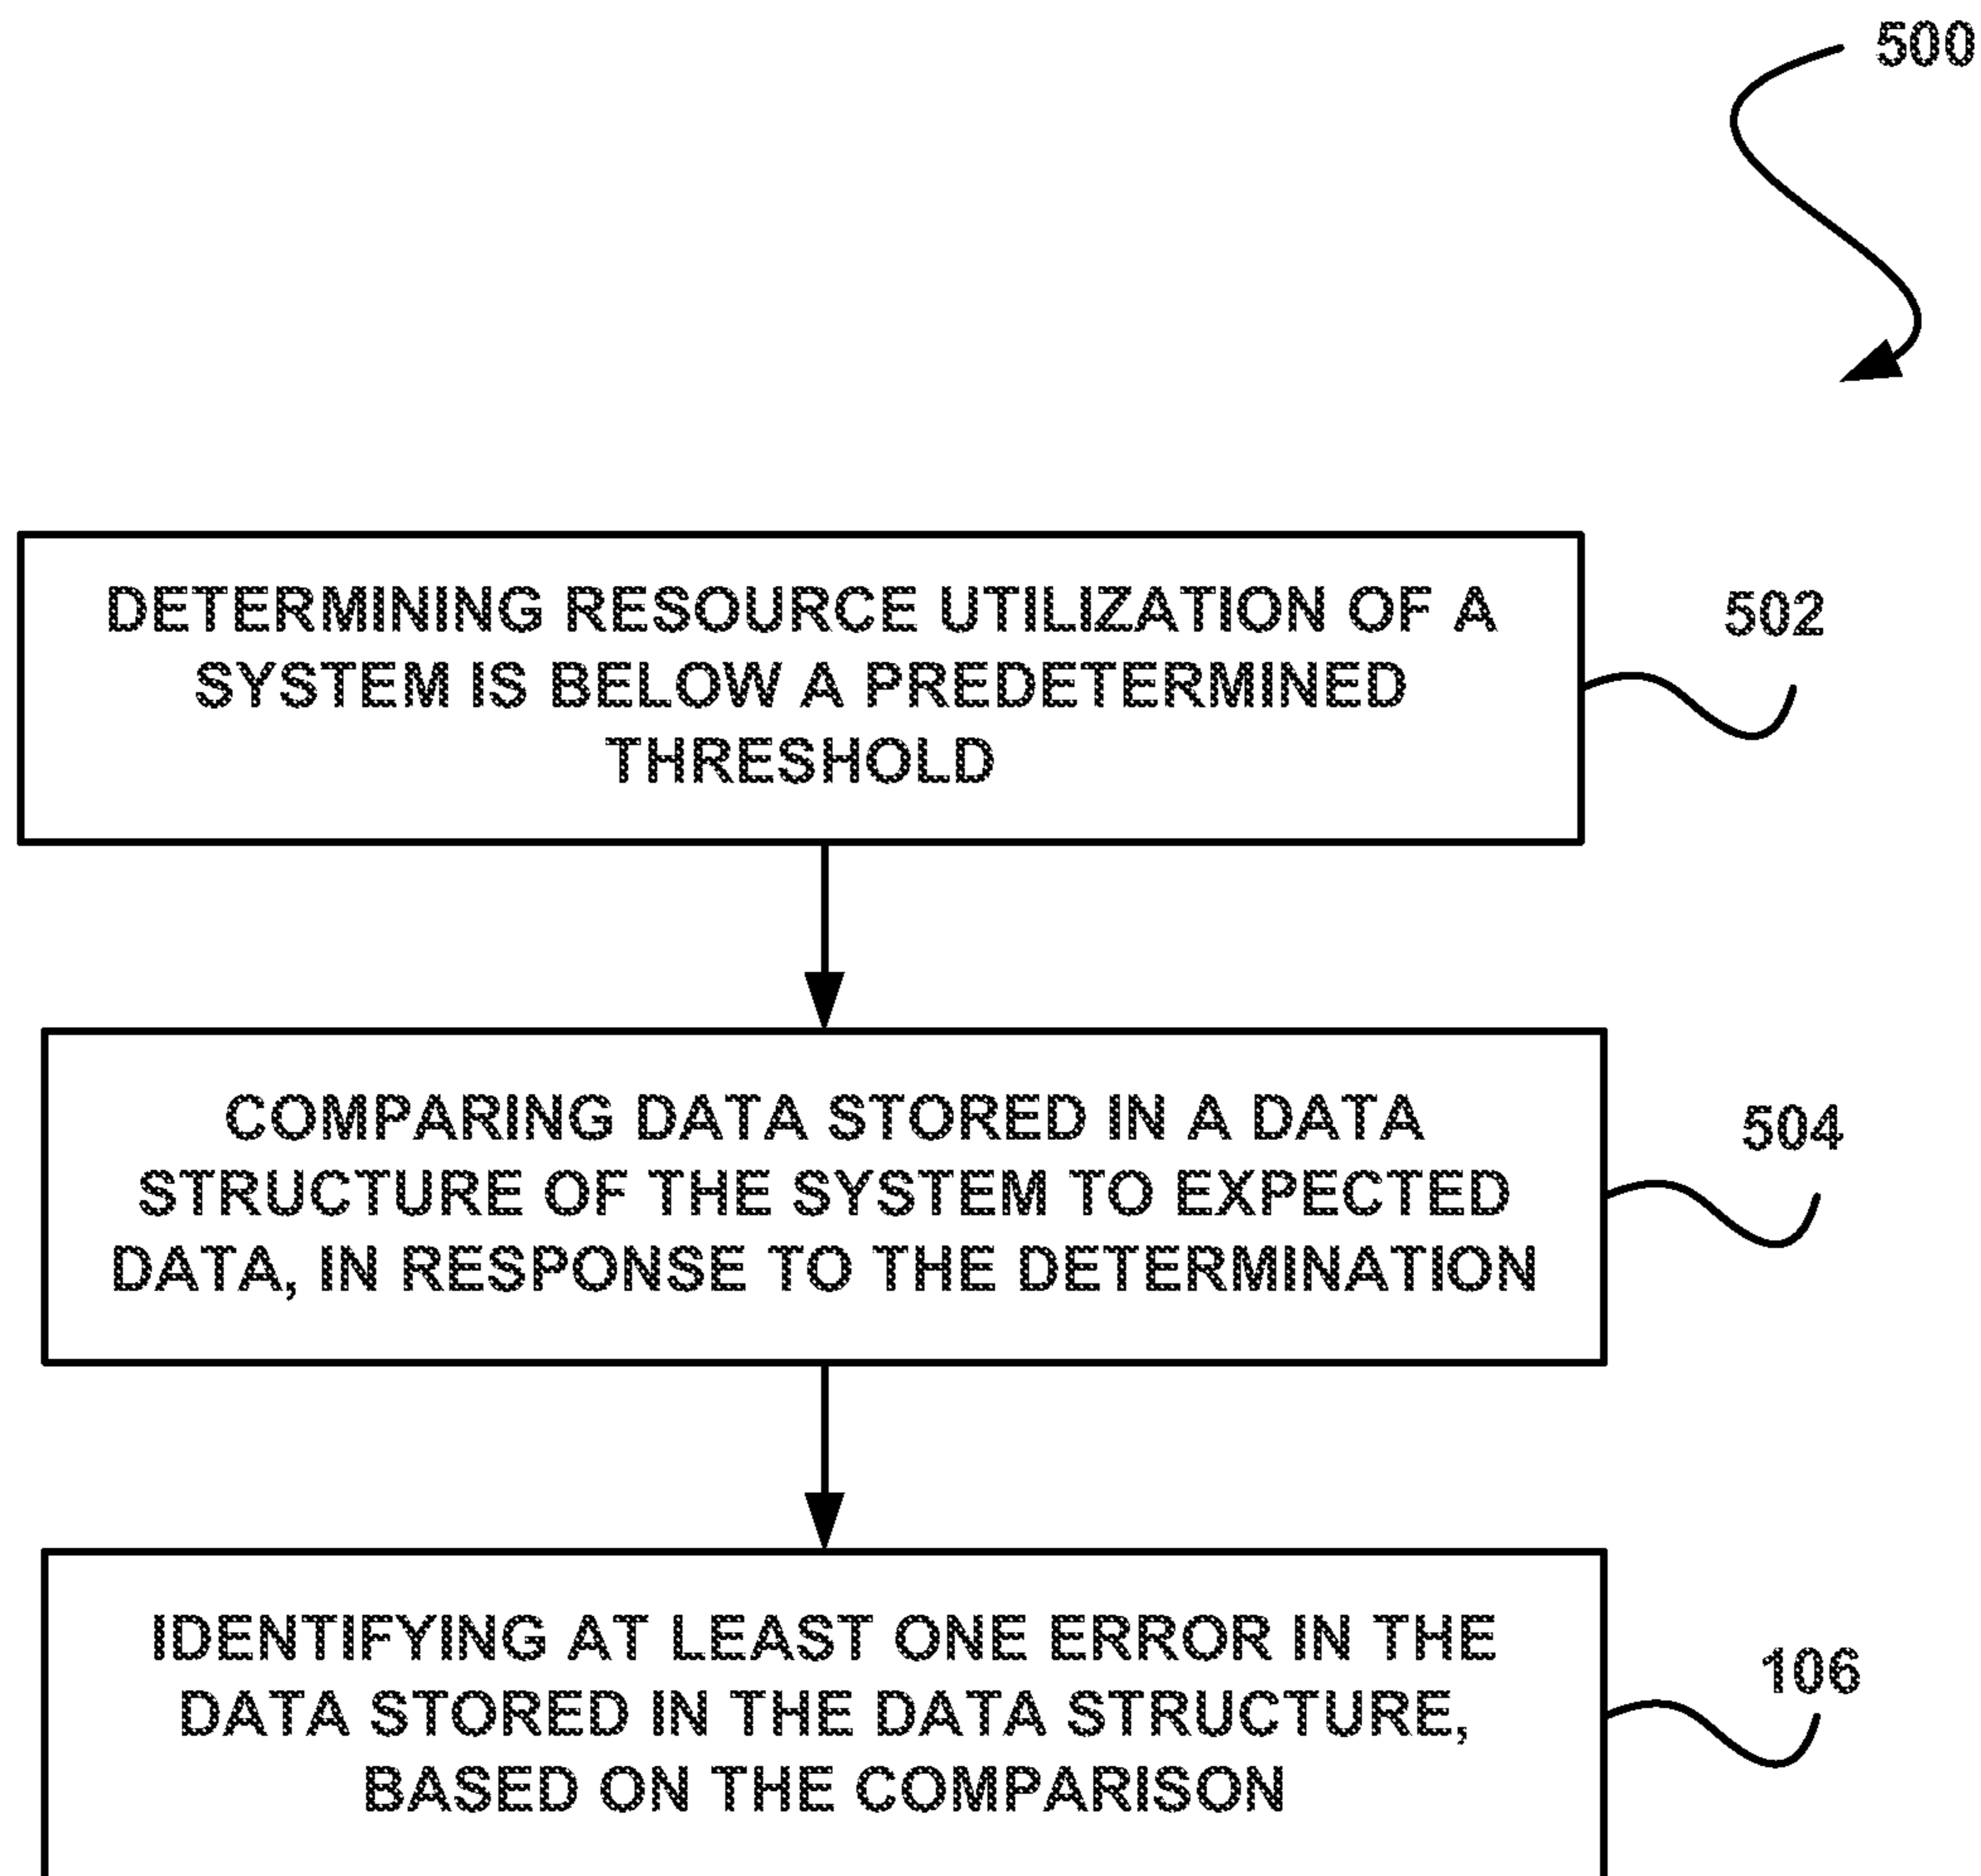 500
DETERMINING RESOURCE UTILIZATION OF A
SYSTEM IS BELOW A PREDETERMINED
THRESHOLD
502
COMPARING DATA STORED IN A DATA
STRUCTURE OF THE SYSTEM TO EXPECTED
DATA, IN RESPONSE TO THE DETERMINATION
504
IDENTIFYING AT LEAST ONE ERROR IN THE
DATA STORED IN THE DATA STRUCTURE,
BASED ON THE COMPARISON
106